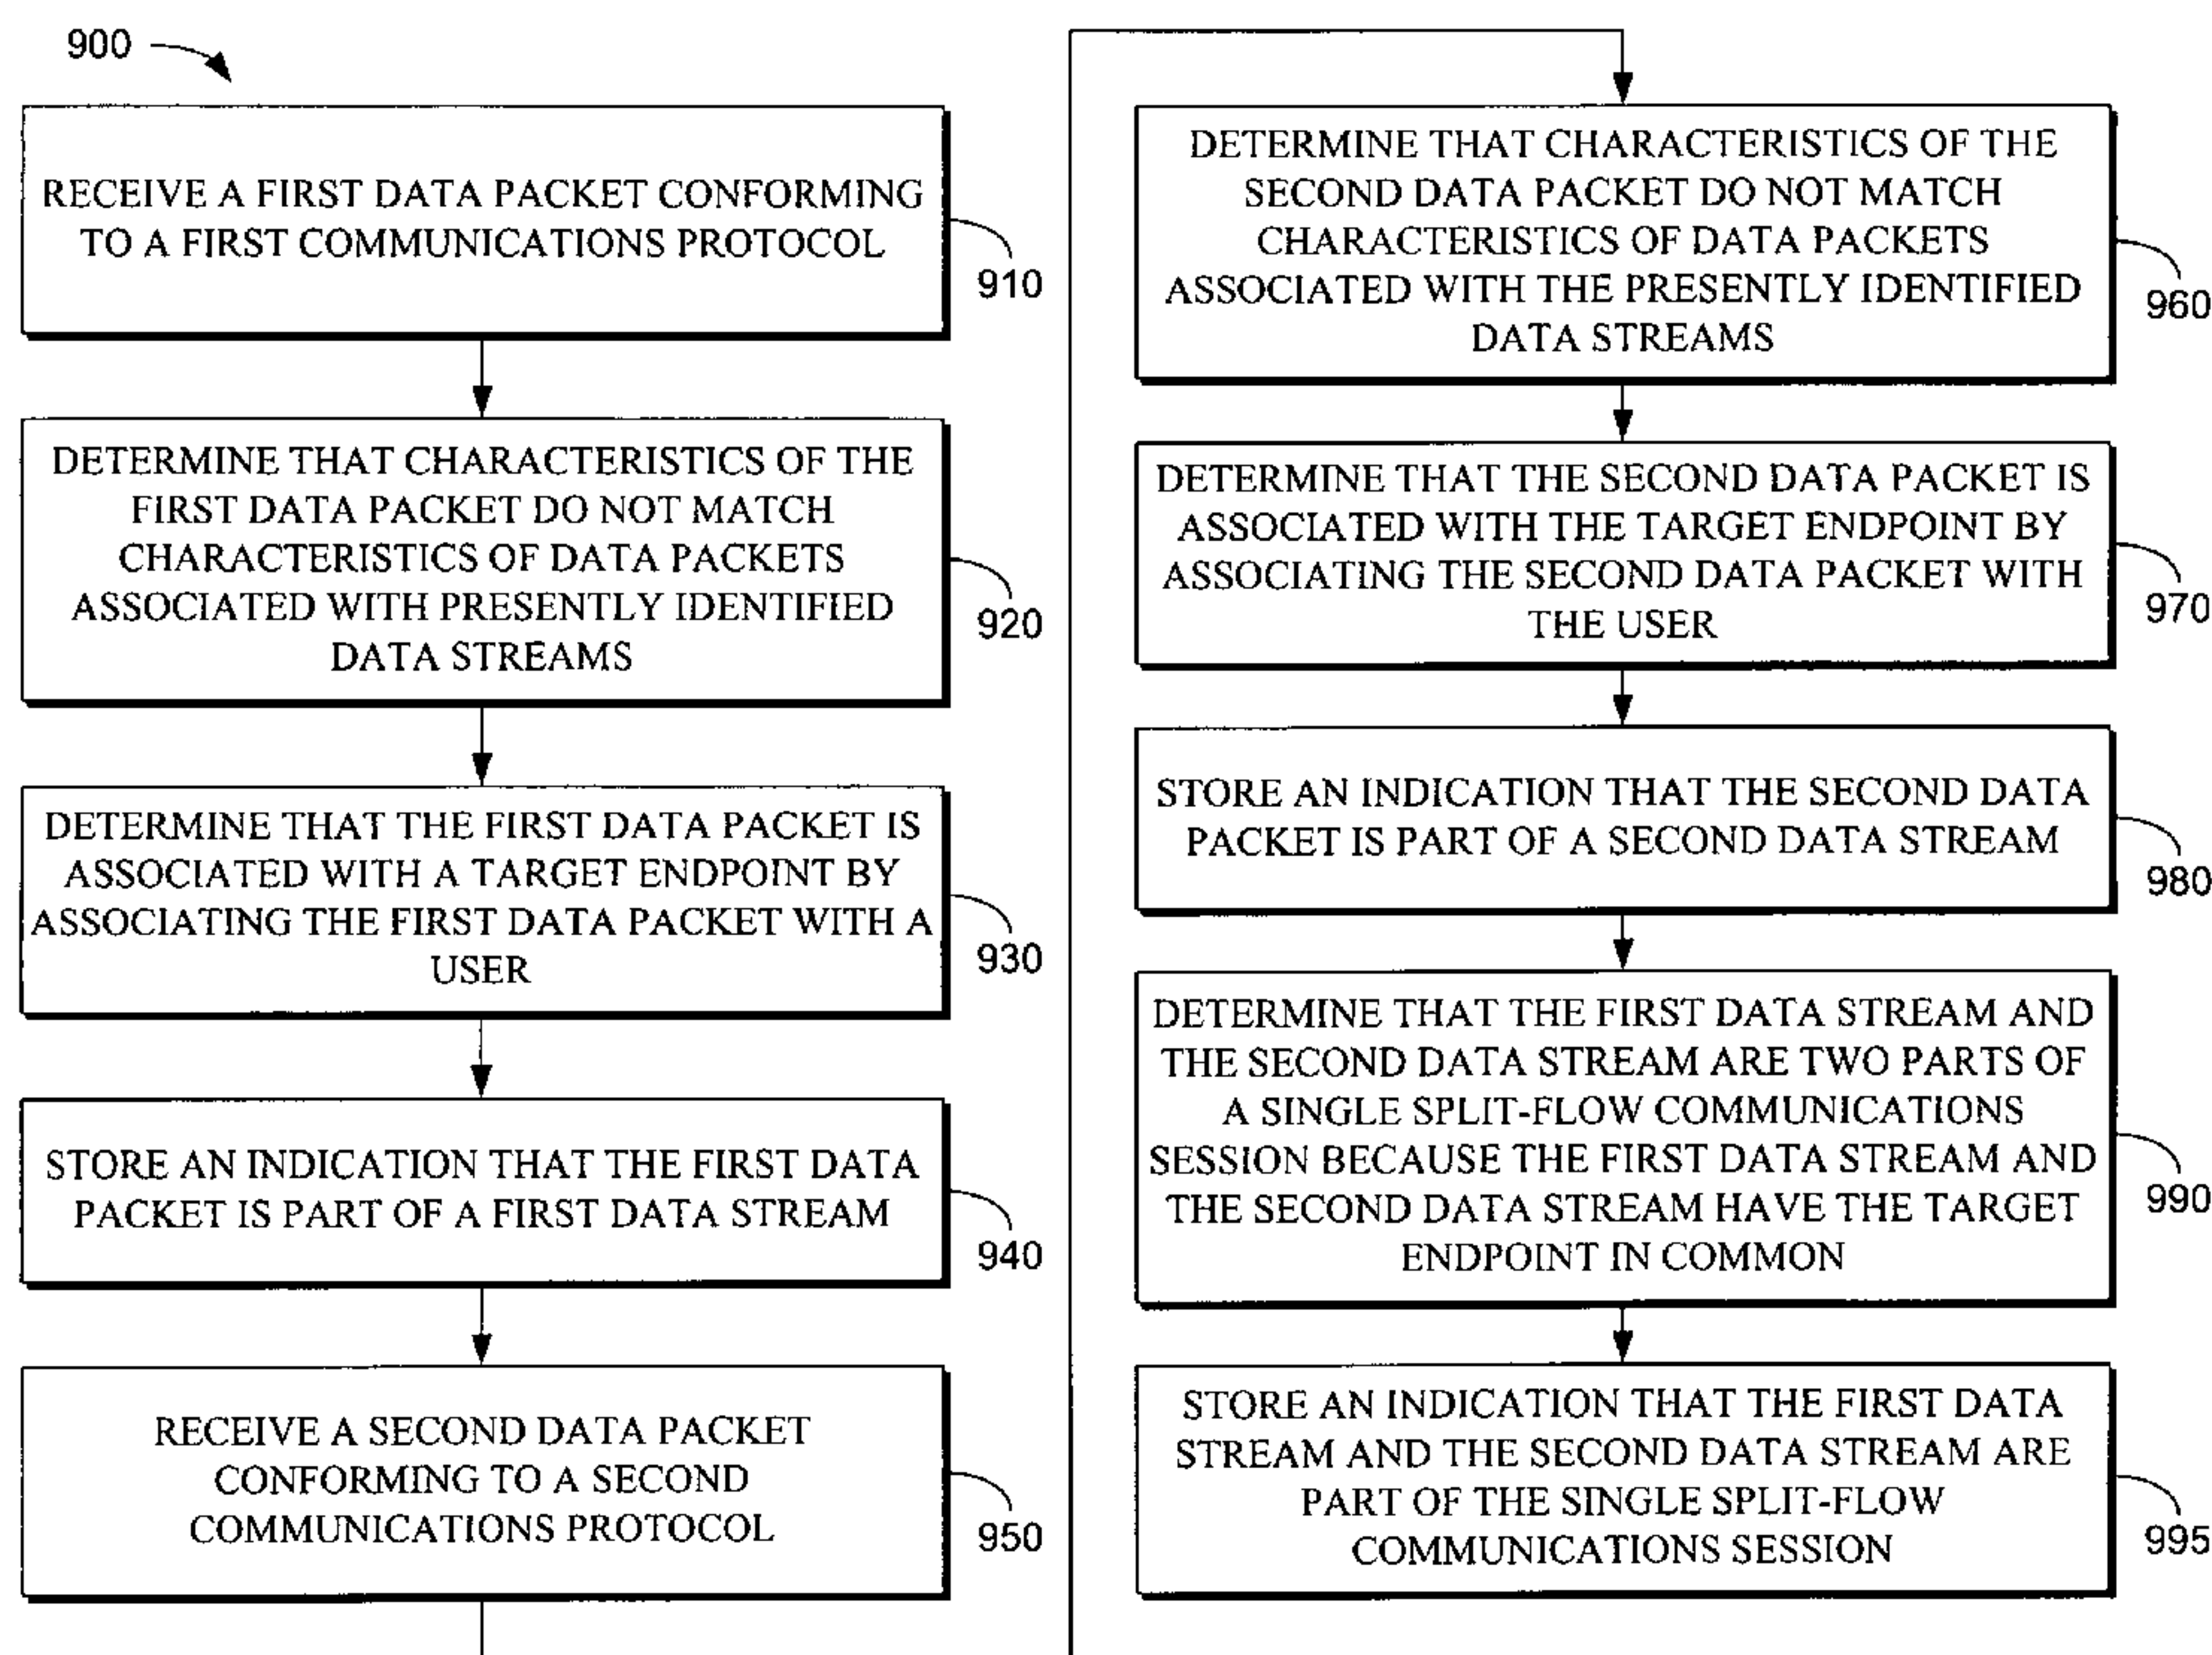 900
RECEIVE A FIRST DATA PACKET CONFORMING
TO A FIRST COMMUNICATIONS PROTOCOL
910
DETERMINE THAT CHARACTERISTICS OF THE
FIRST DATA PACKET DO NOT MATCH
CHARACTERISTICS OF DATA PACKETS
ASSOCIATED WITH PRESENTLY IDENTIFIED
DATA STREAMS
920
DETERMINE THAT THE FIRST DATA PACKET IS
ASSOCIATED WITH A TARGET ENDPOINT BY
ASSOCIATING THE FIRST DATA PACKET WITH A
USER
930
STORE AN INDICATION THAT THE FIRST DATA
PACKET IS PART OF A FIRST DATA STREAM
940
RECEIVE A SECOND DATA PACKET
CONFORMING TO A SECOND
COMMUNICATIONS PROTOCOL
950
DETERMINE THAT CHARACTERISTICS OF THE
SECOND DATA PACKET DO NOT MATCH
CHARACTERISTICS OF DATA PACKETS
ASSOCIATED WITH THE PRESENTLY IDENTIFIED
DATA STREAMS
960
DETERMINE THAT THE SECOND DATA PACKET IS
ASSOCIATED WITH THE TARGET ENDPOINT BY
ASSOCIATING THE SECOND DATA PACKET WITH
THE USER
970
STORE AN INDICATION THAT THE SECOND DATA
PACKET IS PART OF A SECOND DATA STREAM
980
DETERMINE THAT THE FIRST DATA STREAM AND
THE SECOND DATA STREAM ARE TWO PARTS OF
A SINGLE SPLIT-FLOW COMMUNICATIONS
SESSION BECAUSE THE FIRST DATA STREAM AND
THE SECOND DATA STREAM HAVE THE TARGET
ENDPOINT IN COMMON
990
STORE AN INDICATION THAT THE FIRST DATA
STREAM AND THE SECOND DATA STREAM ARE
PART OF THE SINGLE SPLIT-FLOW
COMMUNICATIONS SESSION
995